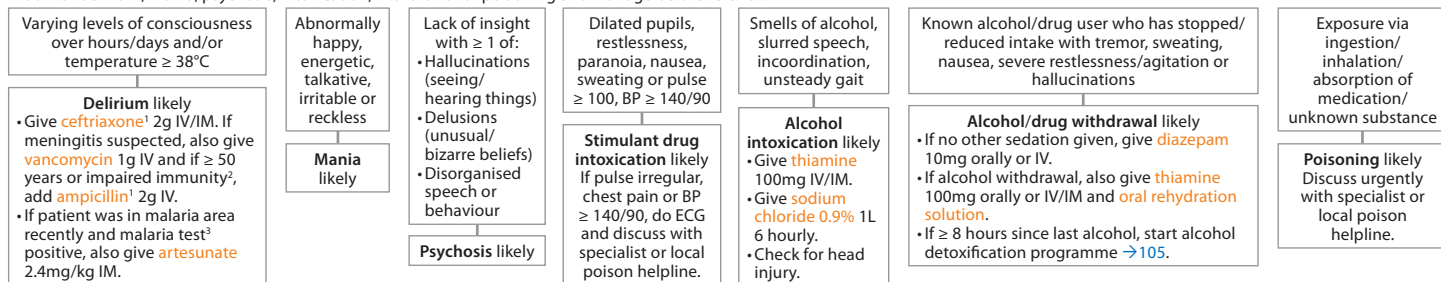 Varying levels of consciousness
over hours/days and/or
temperature ≥ 38°C
Delirium likely
• Give ceftriaxone¹ 2g IV/IM. If
meningitis suspected, also give
vancomycin 1g IV and if ≥ 50
years or impaired immunity²,
add ampicillin¹ 2g IV.
• If patient was in malaria area
recently and malaria test³
positive, also give artesunate
2.4mg/kg IM.
Abnormally
happy,
energetic,
talkative,
irritable or
reckless
Mania
likely
Lack of insight
with ≥ 1 of:
• Hallucinations
(seeing/
hearing things)
• Delusions
(unusual/
bizarre beliefs)
• Disorganised
speech or
behaviour
Psychosis likely
Dilated pupils,
restlessness,
paranoia, nausea,
sweating or pulse
≥ 100, BP ≥ 140/90
Stimulant drug
intoxication likely
If pulse irregular,
chest pain or BP
≥ 140/90, do ECG
and discuss with
specialist or local
poison helpline.
Smells of alcohol,
slurred speech,
incoordination,
unsteady gait
Alcohol
intoxication likely
• Give thiamine
100mg IV/IM.
• Give sodium
chloride 0.9% 1L
6 hourly.
• Check for head
injury.
Known alcohol/drug user who has stopped/
reduced intake with tremor, sweating,
nausea, severe restlessness/agitation or
hallucinations
Alcohol/drug withdrawal likely
• If no other sedation given, give diazepam
10mg orally or IV.
• If alcohol withdrawal, also give thiamine
100mg orally or IV/IM and oral rehydration
solution.
• If ≥ 8 hours since last alcohol, start alcohol
detoxification programme →105.
Exposure via
ingestion/
inhalation/
absorption of
medication/
unknown substance
Poisoning likely
Discuss urgently
with specialist or
local poison
helpline.